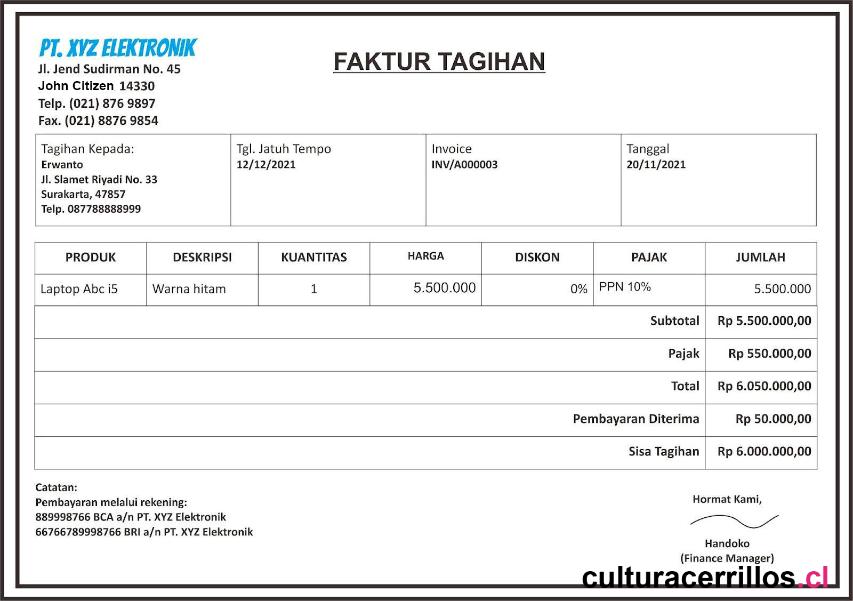 PT. XYZ ELEKTRONIK
Jl. Jend Sudirman No. 45
John Citizen 14330
Telp. (021) 876 9897
Fax. (021) 8876 9854
FAKTUR TAGIHAN
Tagihan Kepada:
Erwanto
Jl. Slamet Riyadi No. 33
Surakarta, 47857
Telp. 087788888999
Tgl. Jatuh Tempo
12/12/2021
Invoice
INV/A000003
Tanggal
20/11/2021
PRODUK DESKRIPSI KUANTITAS HARGA DISKON PAJAK JUMLAH
Laptop Abc i5 Warna hitam 1 5.500.000 0% PPN 10% 5.500.000
Subtotal Rp 5.500.000,00
Pajak Rp 550.000,00
Total Rp 6.050.000,00
Pembayaran Diterima Rp 50.000,00
Sisa Tagihan Rp 6.000.000,00
Catatan:
Pembayaran melalui rekening:
889998766 BCA a/n PT. XYZ Elektronik
66766789998766 BRI a/n PT. XYZ Elektronik
Hormat Kami,
Handoko
(Finance Manager)
culturacerrillos.cl